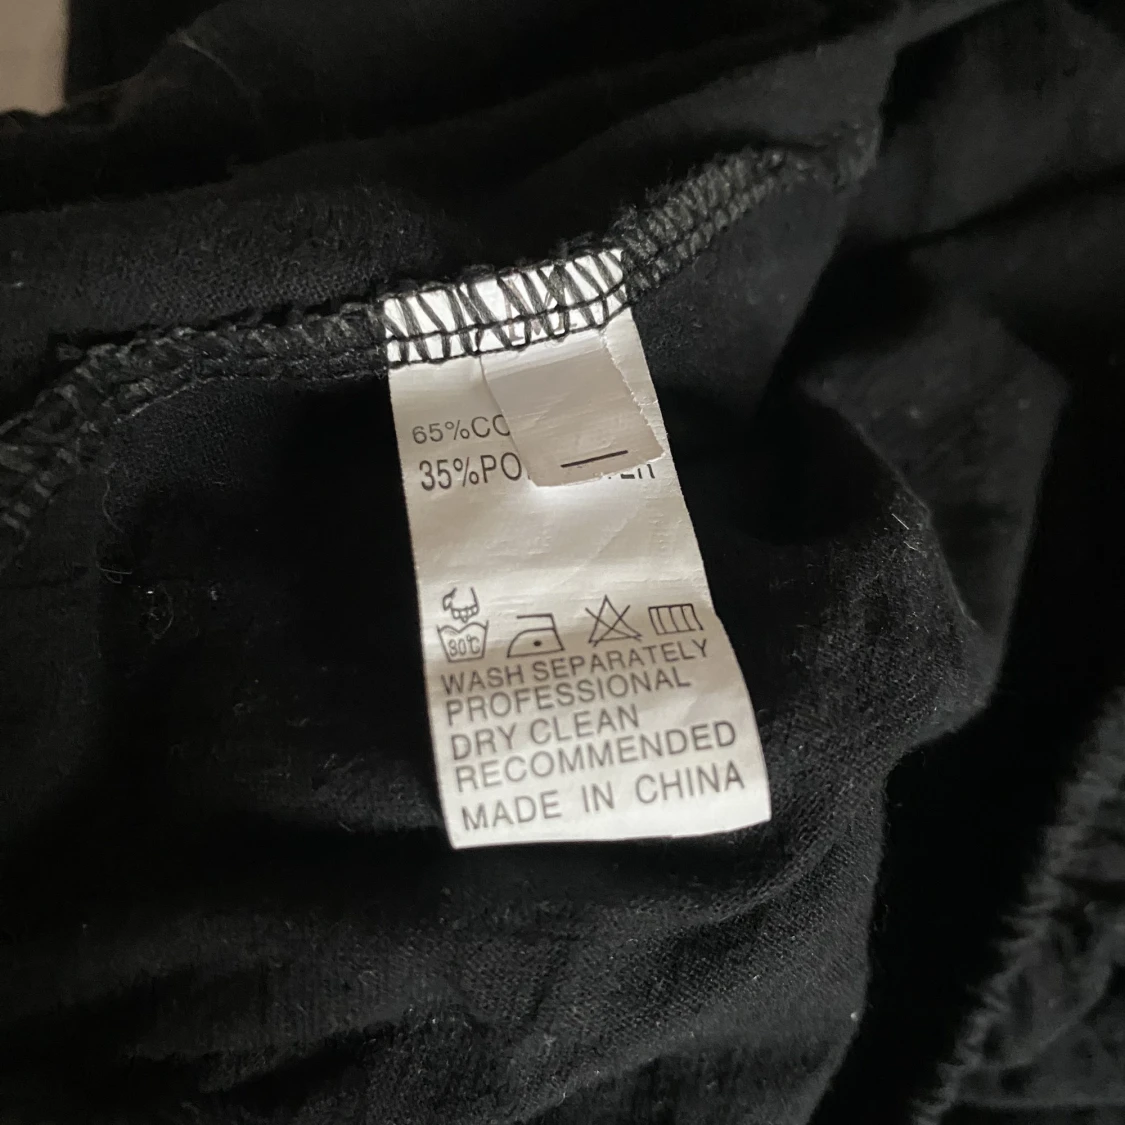 65%CO
35%PO
30°C
WASH SEPARATELY
PROFESSIONAL
DRY CLEAN
RECOMMENDED
MADE IN CHINA